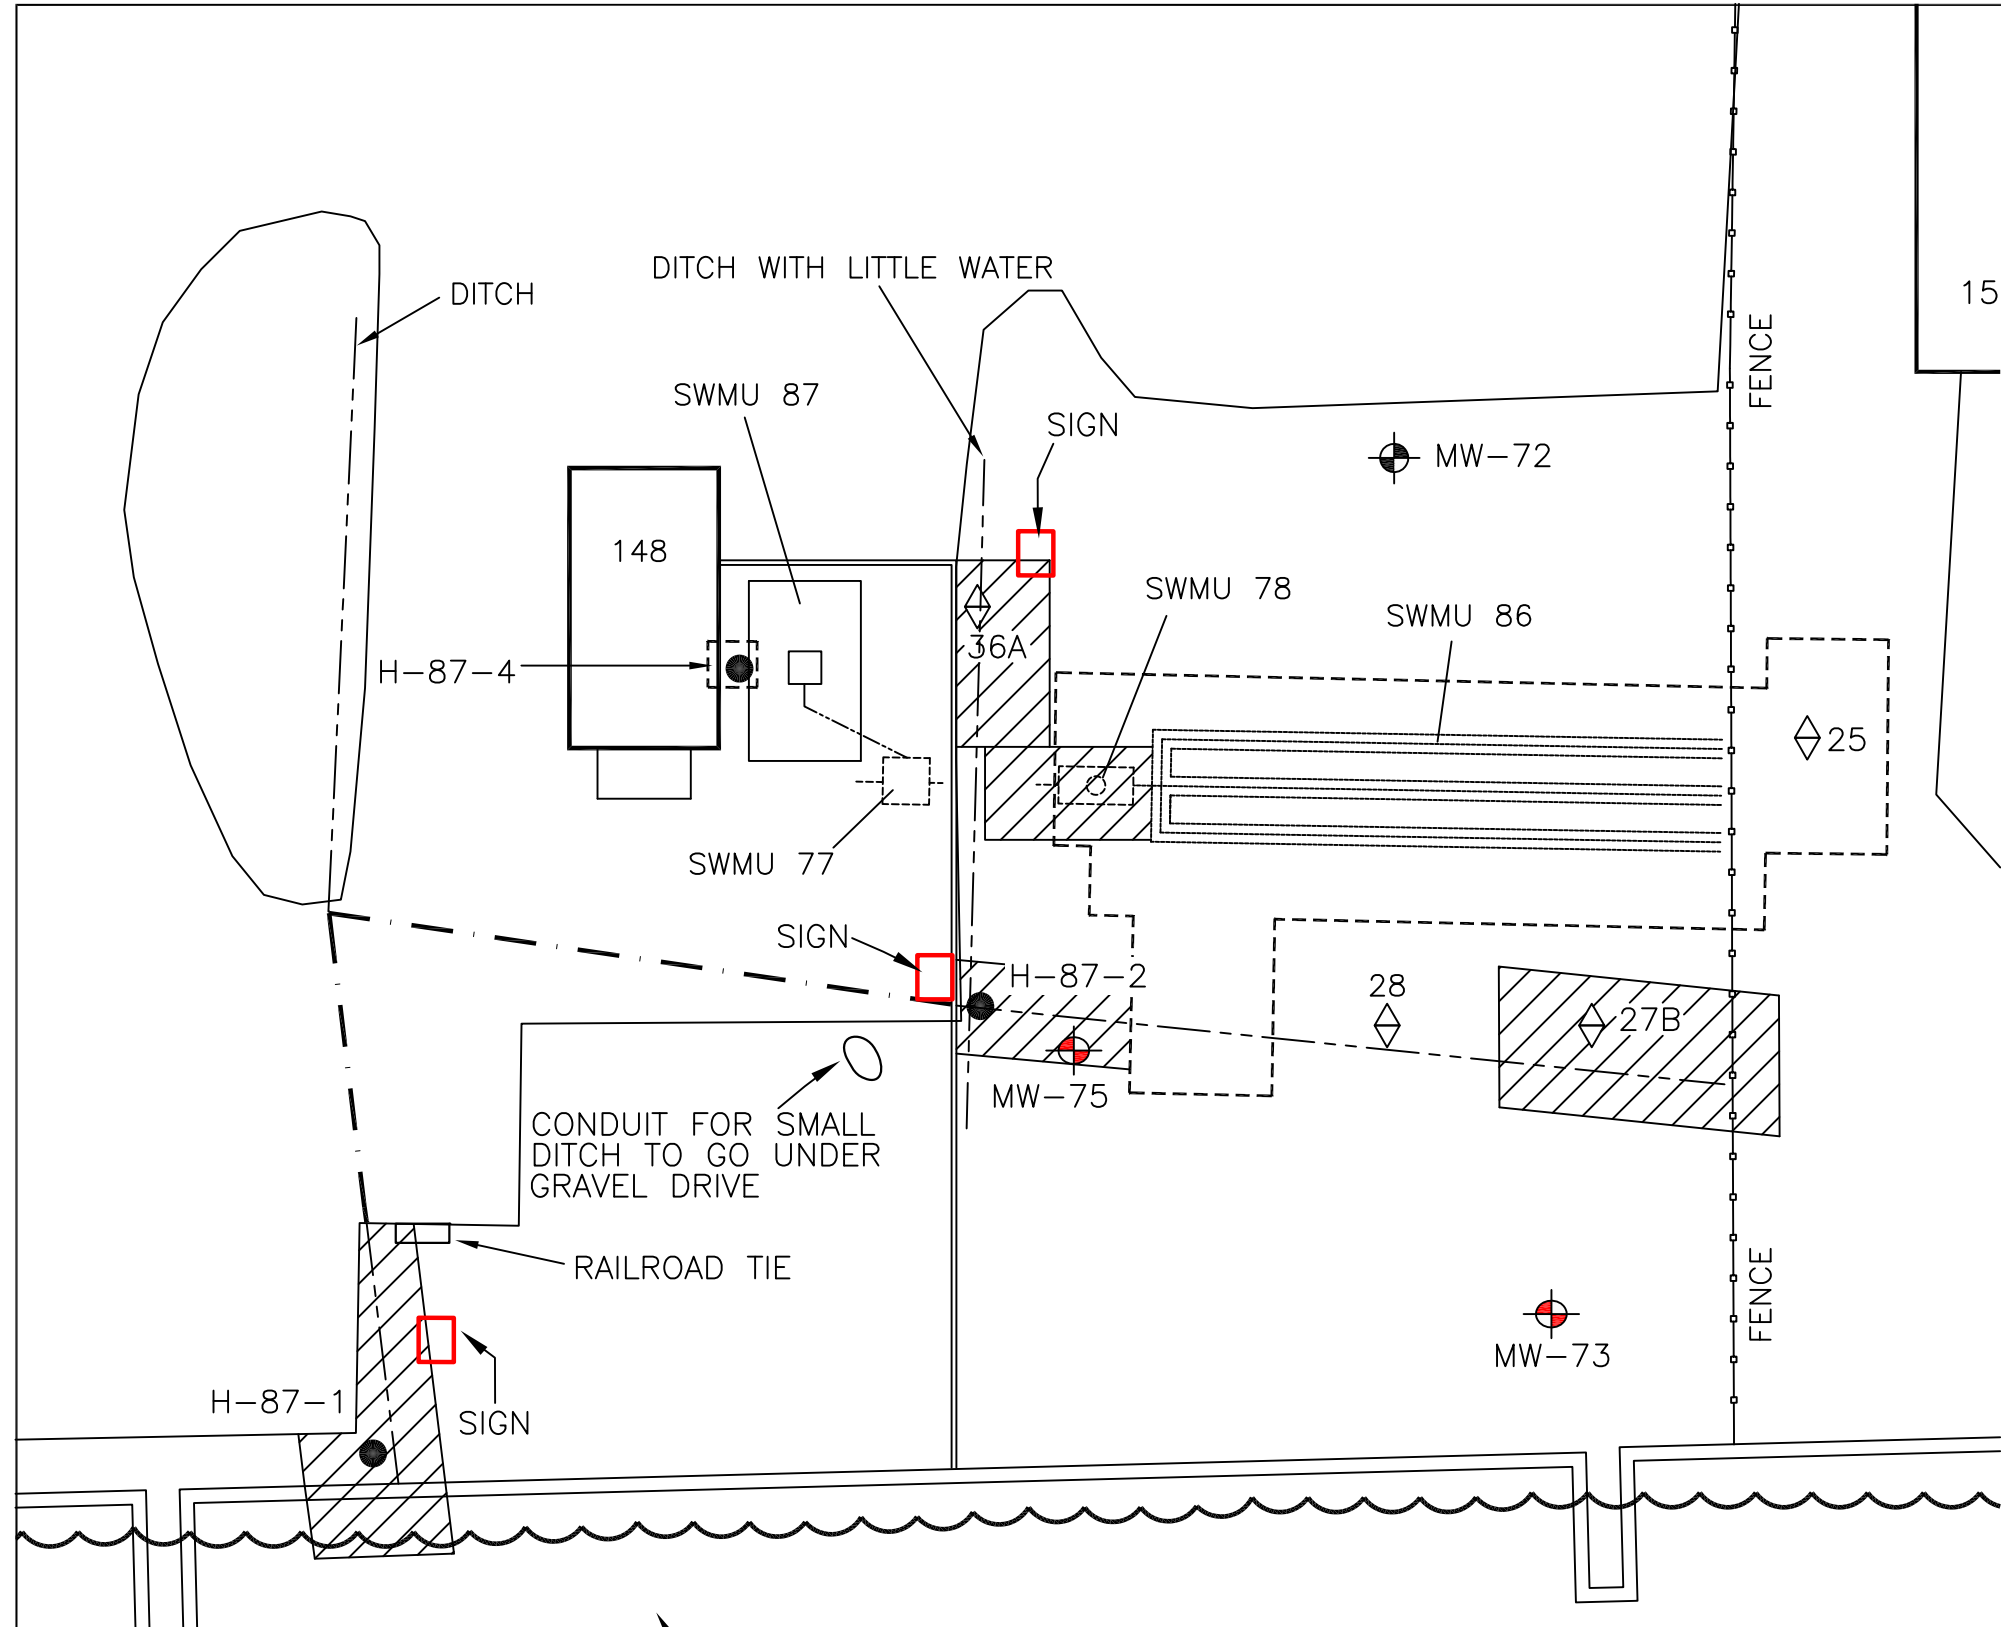 DITCH WITH LITTLE WATER
DITCH
15
FENCE
SWMU 87
SIGN
MW-72
148
SWMU 78
SWMU 86
36A
H-87-4
25
SWMU 77
SIGN
H-87-2
28
27B
MW-75
CONDUIT FOR SMALL
DITCH TO GO UNDER
GRAVEL DRIVE
RAILROAD TIE
FENCE
MW-73
H-87-1
SIGN